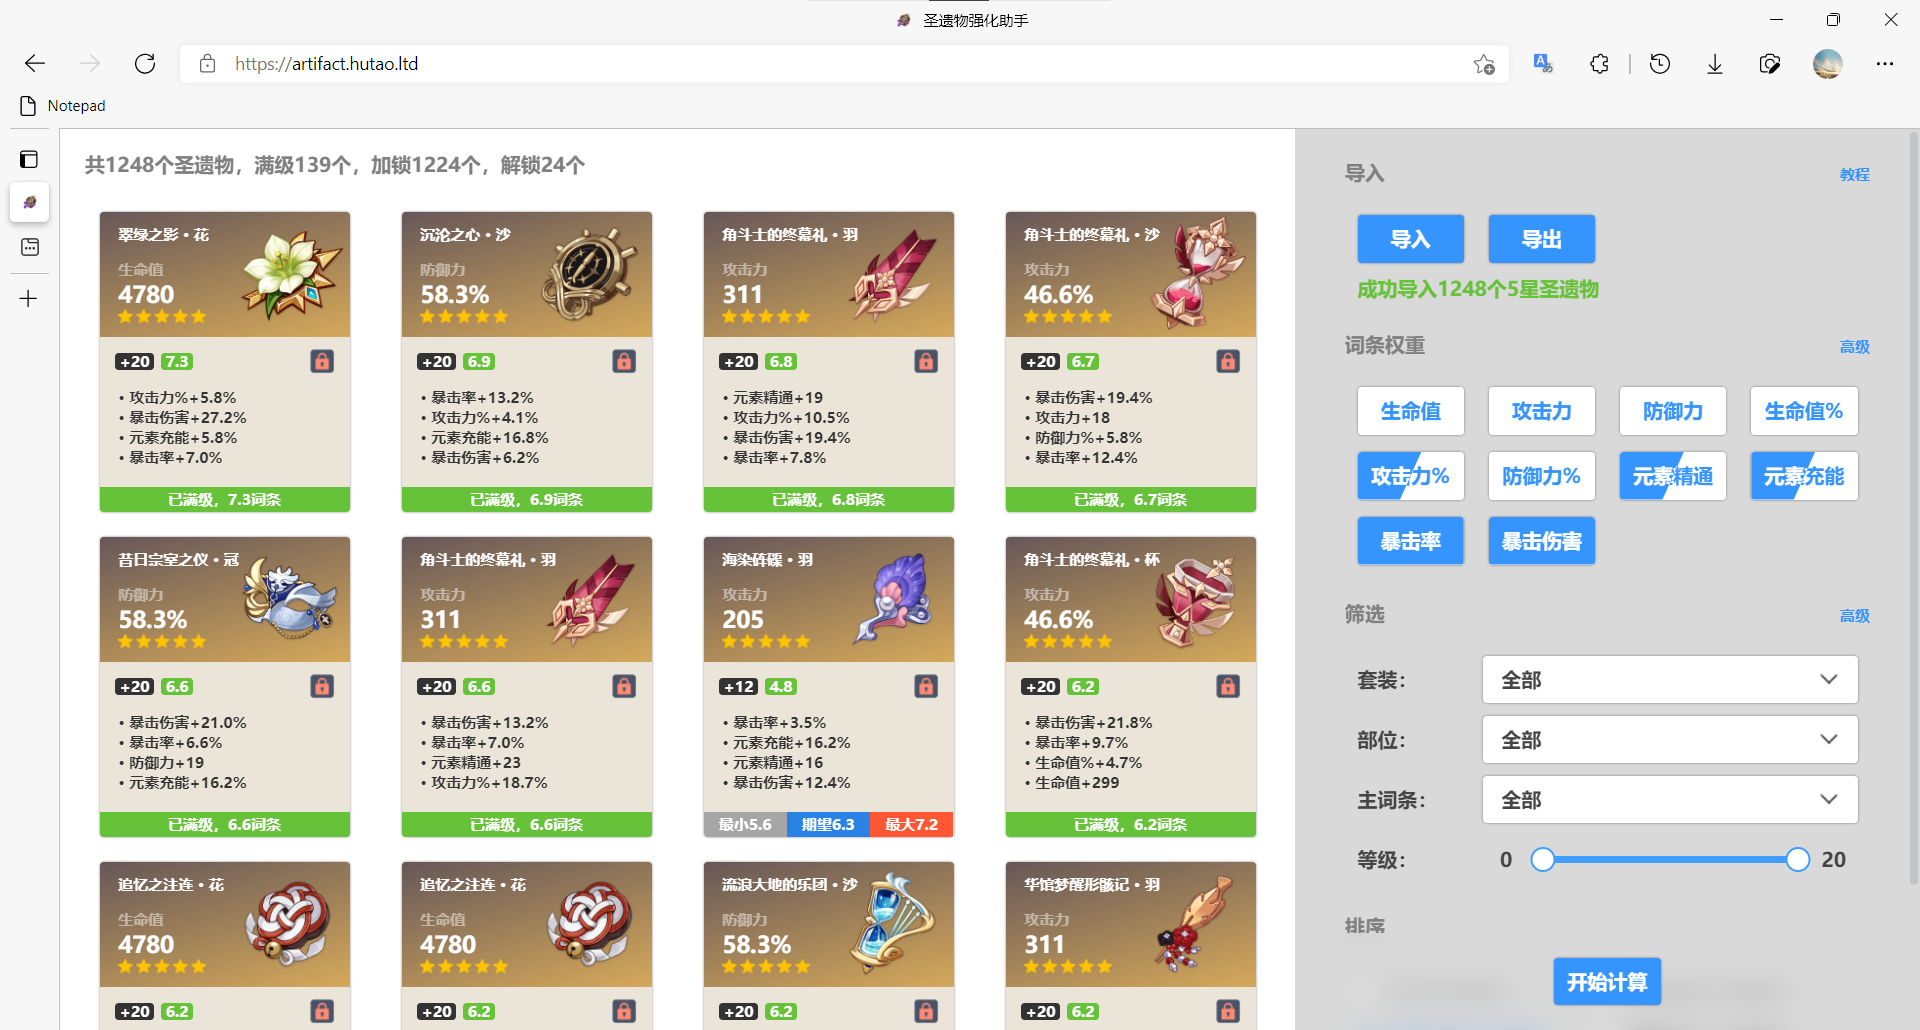 圣遗物强化助手
https://artifact.hutao.ltd
Notepad
共1248个圣遗物，满级139个，加锁1224个，解锁24个
翠绿之影•花
生命值
4780
+20 7.3
• 攻击力%+5.8%
• 暴击伤害+27.2%
• 元素充能+5.8%
• 暴击率+7.0%
已满级，7.3词条
沉沦之心•沙
防御力
58.3%
+20 6.9
• 暴击率+13.2%
• 攻击力%+4.1%
• 元素充能+16.8%
• 暴击伤害+6.2%
已满级，6.9词条
角斗士的终幕礼•羽
攻击力
311
+20 6.8
• 元素精通+19
• 攻击力%+10.5%
• 暴击伤害+19.4%
• 暴击率+7.8%
已满级，6.8词条
角斗士的终幕礼•沙
攻击力
46.6%
+20 6.7
• 暴击伤害+19.4%
• 攻击力+18
• 防御力%+5.8%
• 暴击率+12.4%
已满级，6.7词条
昔日宗室之仪•冠
防御力
58.3%
+20 6.6
• 暴击伤害+21.0%
• 暴击率+6.6%
• 防御力+19
• 元素充能+16.2%
已满级，6.6词条
角斗士的终幕礼•羽
攻击力
311
+20 6.6
• 暴击伤害+13.2%
• 暴击率+7.0%
• 元素精通+23
• 攻击力%+18.7%
已满级，6.6词条
海染砗磲•羽
攻击力
205
+12 4.8
• 暴击率+3.5%
• 元素充能+16.2%
• 元素精通+16
• 暴击伤害+12.4%
最小5.6 期望6.3 最大7.2
角斗士的终幕礼•杯
攻击力
46.6%
+20 6.2
• 暴击伤害+21.8%
• 暴击率+9.7%
• 生命值%+4.7%
• 生命值+299
已满级，6.2词条
追忆之注连•花
生命值
4780
+20 6.2
追忆之注连•花
生命值
4780
+20 6.2
流浪大地的乐团•沙
防御力
58.3%
+20 6.2
华馆梦醒形骸记•羽
攻击力
311
+20 6.2
导入 教程
导入 导出
成功导入1248个5星圣遗物
词条权重 高级
生命值 攻击力 防御力 生命值%
攻击力% 防御力% 元素精通 元素充能
暴击率 暴击伤害
筛选 高级
套装： 全部
部位： 全部
主词条： 全部
等级： 0 20
排序
开始计算